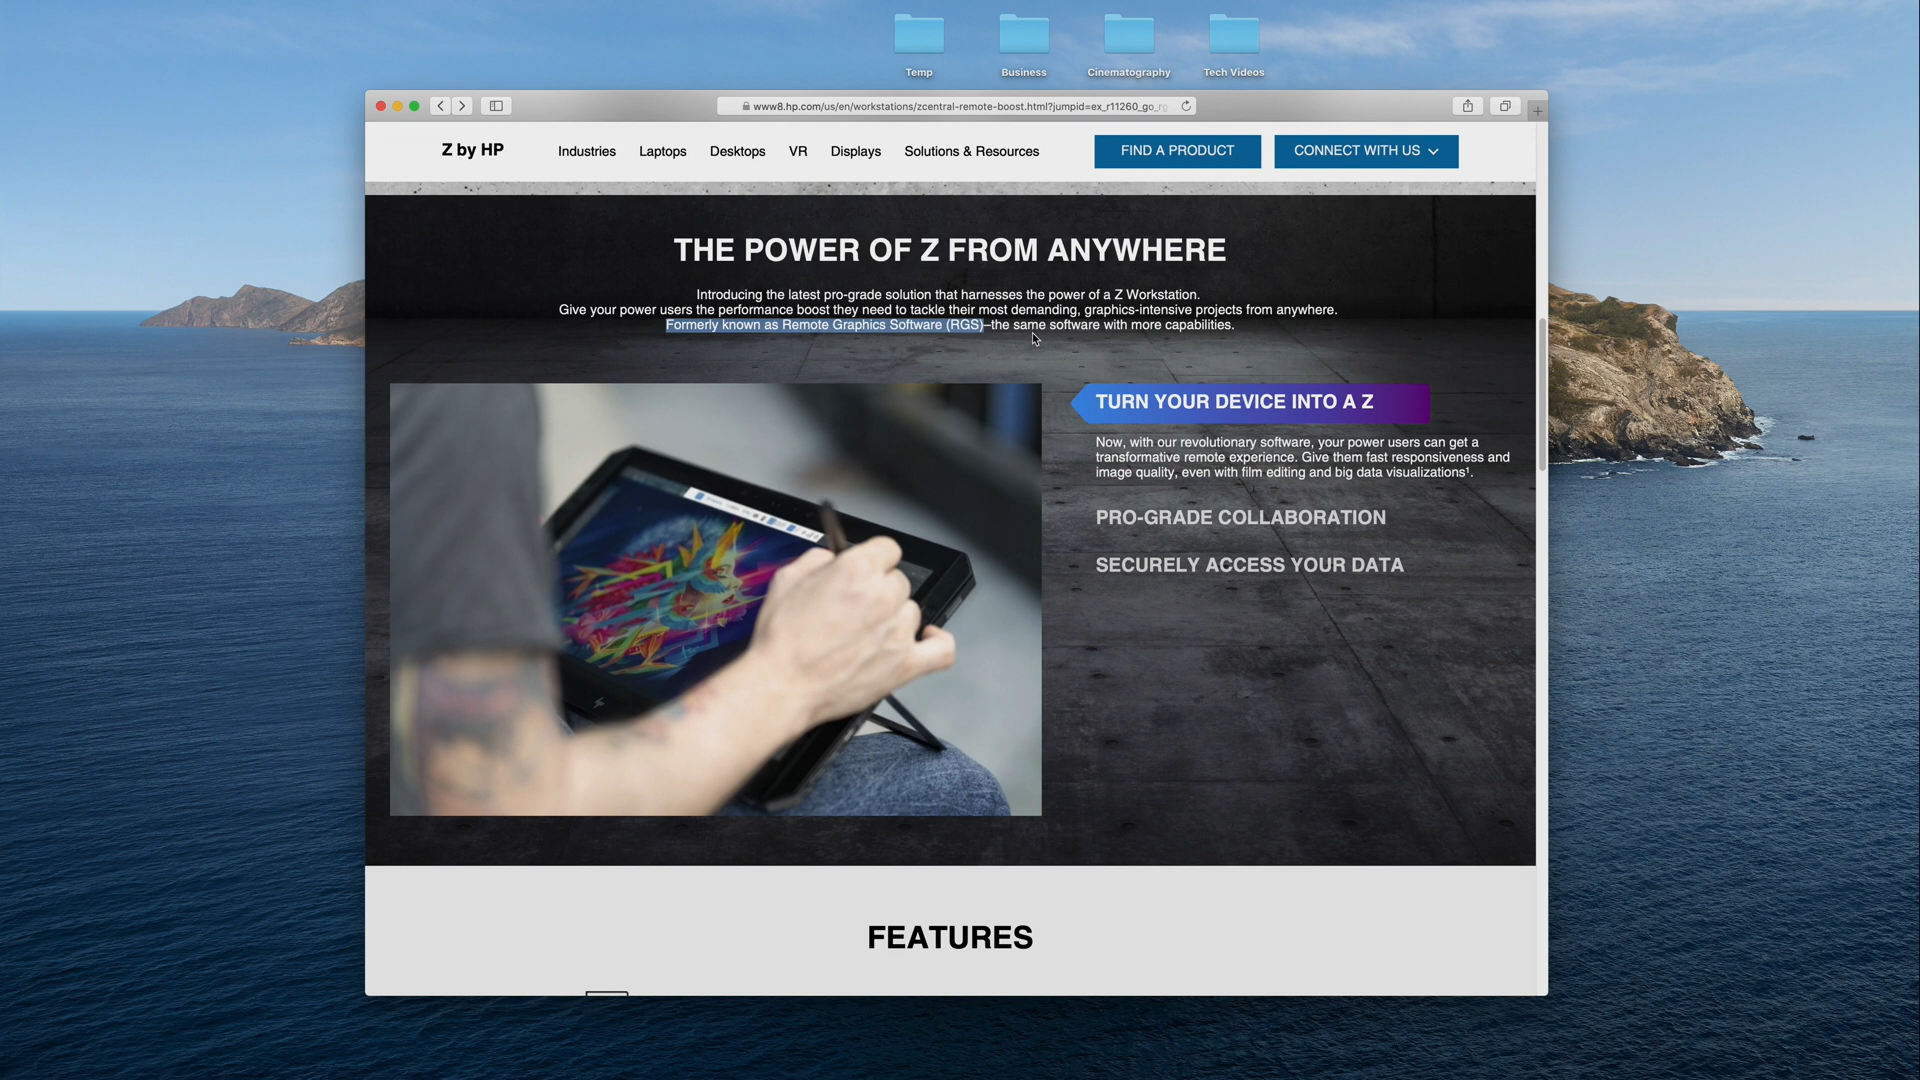 Temp
Business
Cinematography
Tech Videos
www8.hp.com/us/en/workstations/zcentral-remote-boost.html?jumpid=ex_r11260_go_r
Z by HP
Industries
Laptops
Desktops
VR
Displays
Solutions & Resources
FIND A PRODUCT
CONNECT WITH US
THE POWER OF Z FROM ANYWHERE
Introducing the latest pro-grade solution that harnesses the power of a Z Workstation.
Give your power users the performance boost they need to tackle their most demanding, graphics-intensive projects from anywhere.
Formerly known as Remote Graphics Software (RGS)–the same software with more capabilities.
TURN YOUR DEVICE INTO A Z
Now, with our revolutionary software, your power users can get a
transformative remote experience. Give them fast responsiveness and
image quality, even with film editing and big data visualizations¹.
PRO-GRADE COLLABORATION
SECURELY ACCESS YOUR DATA
FEATURES